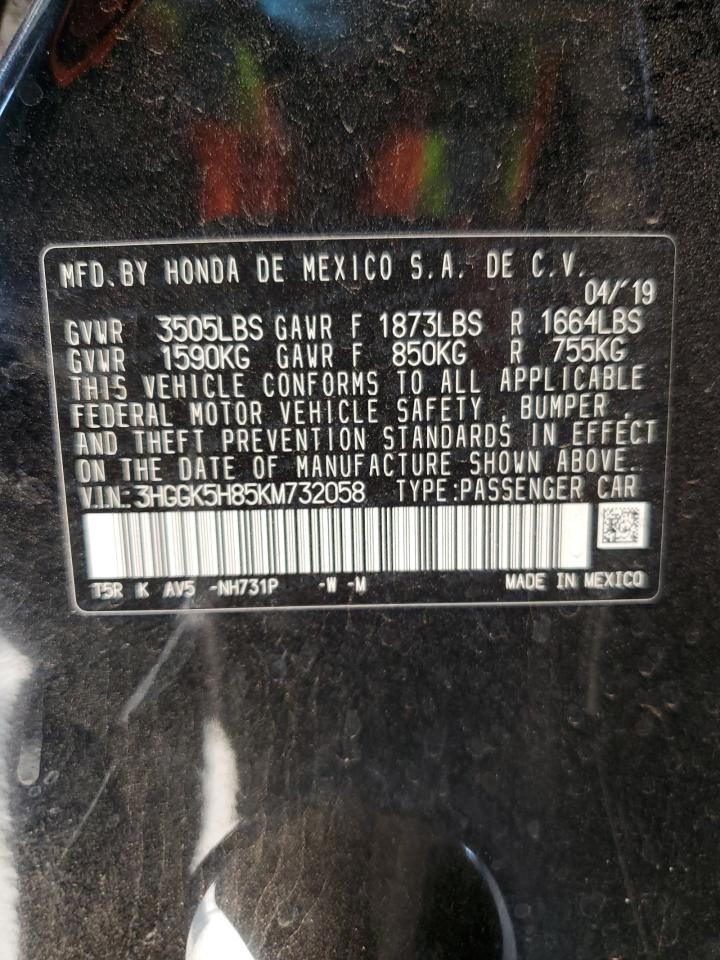 MFD. BY HONDA DE MEXICO S.A. DE C.V.
04/'19
GVWR 3505LBS GAWR F 1873LBS R 1664LBS
GVWR 1590KG GAWR F 850KG R 755KG
THIS VEHICLE CONFORMS TO ALL APPLICABLE
FEDERAL MOTOR VEHICLE SAFETY , BUMPER ,
AND THEFT PREVENTION STANDARDS IN EFFECT
ON THE DATE OF MANUFACTURE SHOWN ABOVE.
V.I.N.:3HGGK5H85KM732058 TYPE:PASSENGER CAR
T5R K AV5 -NH731P -W -M MADE IN MEXICO